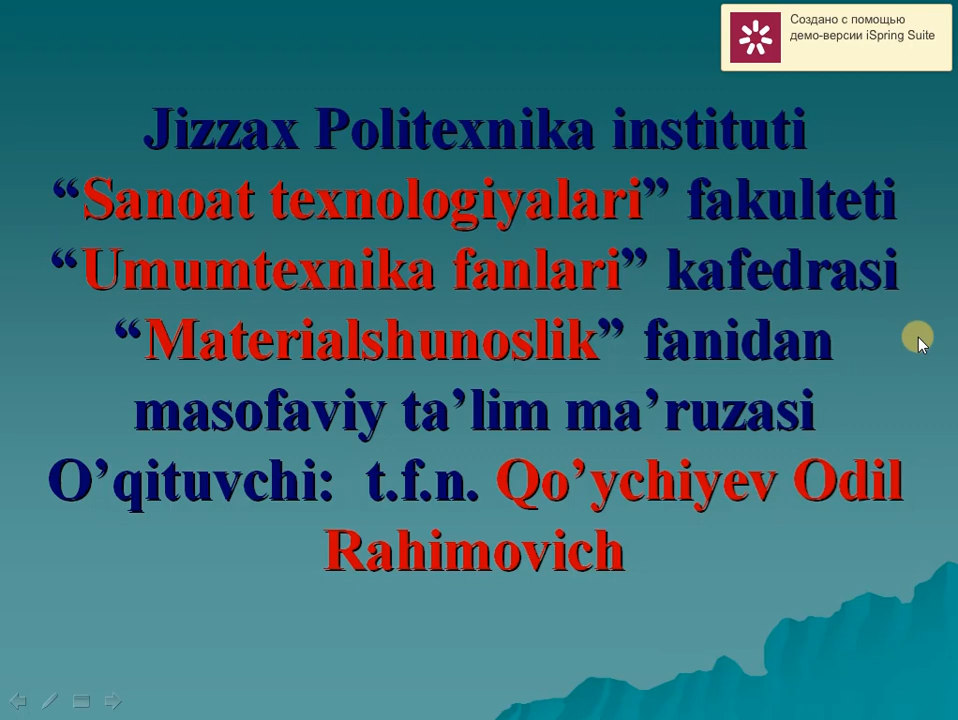 Создано с помощью
демо-версии iSpring Suite
Jizzax Politexnika instituti
“Sanoat texnologiyalari” fakulteti
“Umumtexnika fanlari” kafedrasi
“Materialshunoslik” fanidan
masofaviy ta’lim ma’ruzasi
O’qituvchi: t.f.n. Qo’ychiyev Odil
Rahimovich